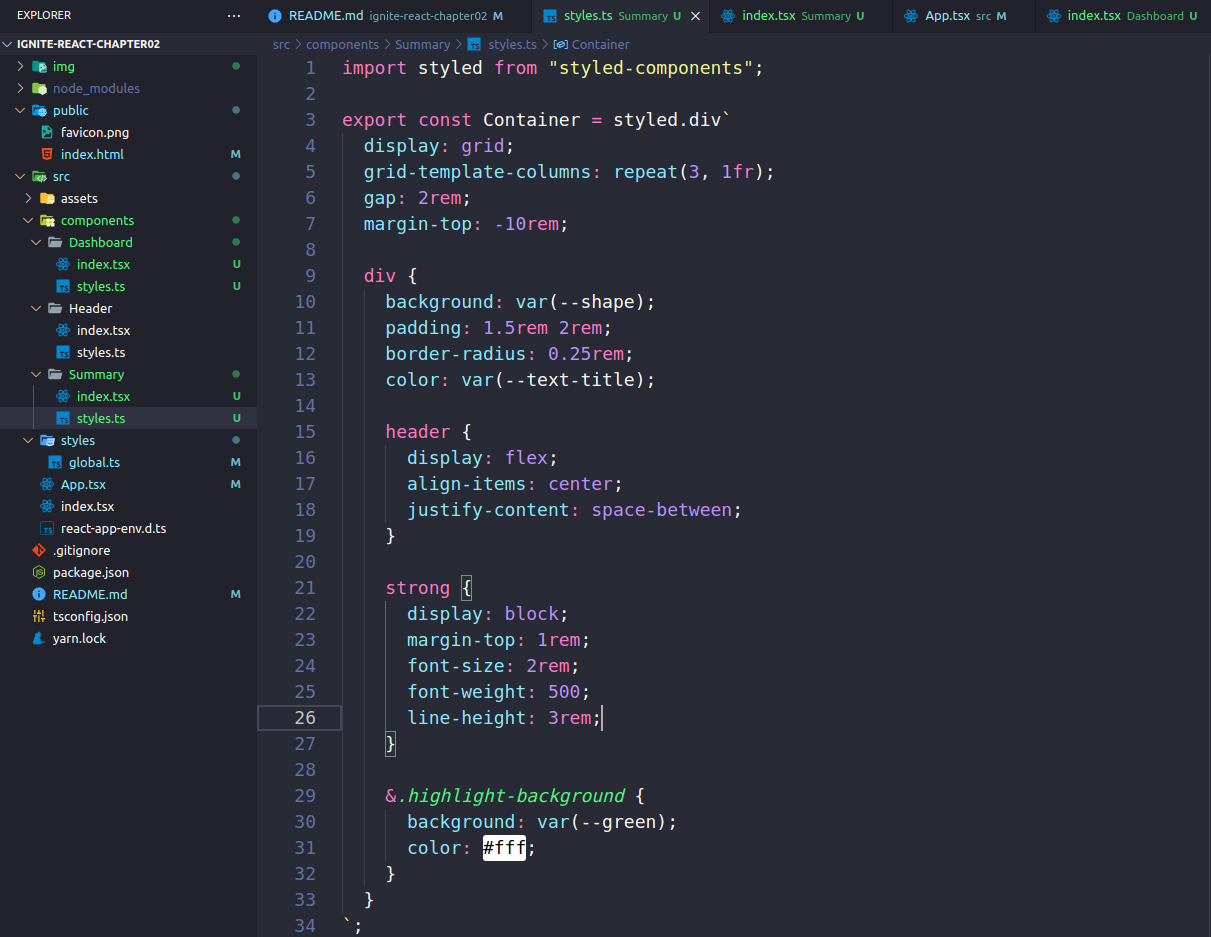 EXPLORER ···
README.md ignite-react-chapter02 M
styles.ts Summary U
index.tsx Summary U
App.tsx src M
index.tsx Dashboard U
IGNITE-REACT-CHAPTER02
img
node_modules
public
favicon.png
index.html M
src
assets
components
Dashboard
index.tsx U
styles.ts U
Header
index.tsx
styles.ts
Summary
index.tsx U
styles.ts U
styles
global.ts M
App.tsx M
index.tsx
react-app-env.d.ts
.gitignore
package.json
README.md M
tsconfig.json
yarn.lock
src > components > Summary > styles.ts > Container
1 import styled from "styled-components";
2
3 export const Container = styled.div`
4   display: grid;
5   grid-template-columns: repeat(3, 1fr);
6   gap: 2rem;
7   margin-top: -10rem;
8
9   div {
10     background: var(--shape);
11     padding: 1.5rem 2rem;
12     border-radius: 0.25rem;
13     color: var(--text-title);
14
15     header {
16       display: flex;
17       align-items: center;
18       justify-content: space-between;
19     }
20
21     strong {
22       display: block;
23       margin-top: 1rem;
24       font-size: 2rem;
25       font-weight: 500;
26       line-height: 3rem;
27     }
28
29     &.highlight-background {
30       background: var(--green);
31       color: #fff;
32     }
33   }
34 `;